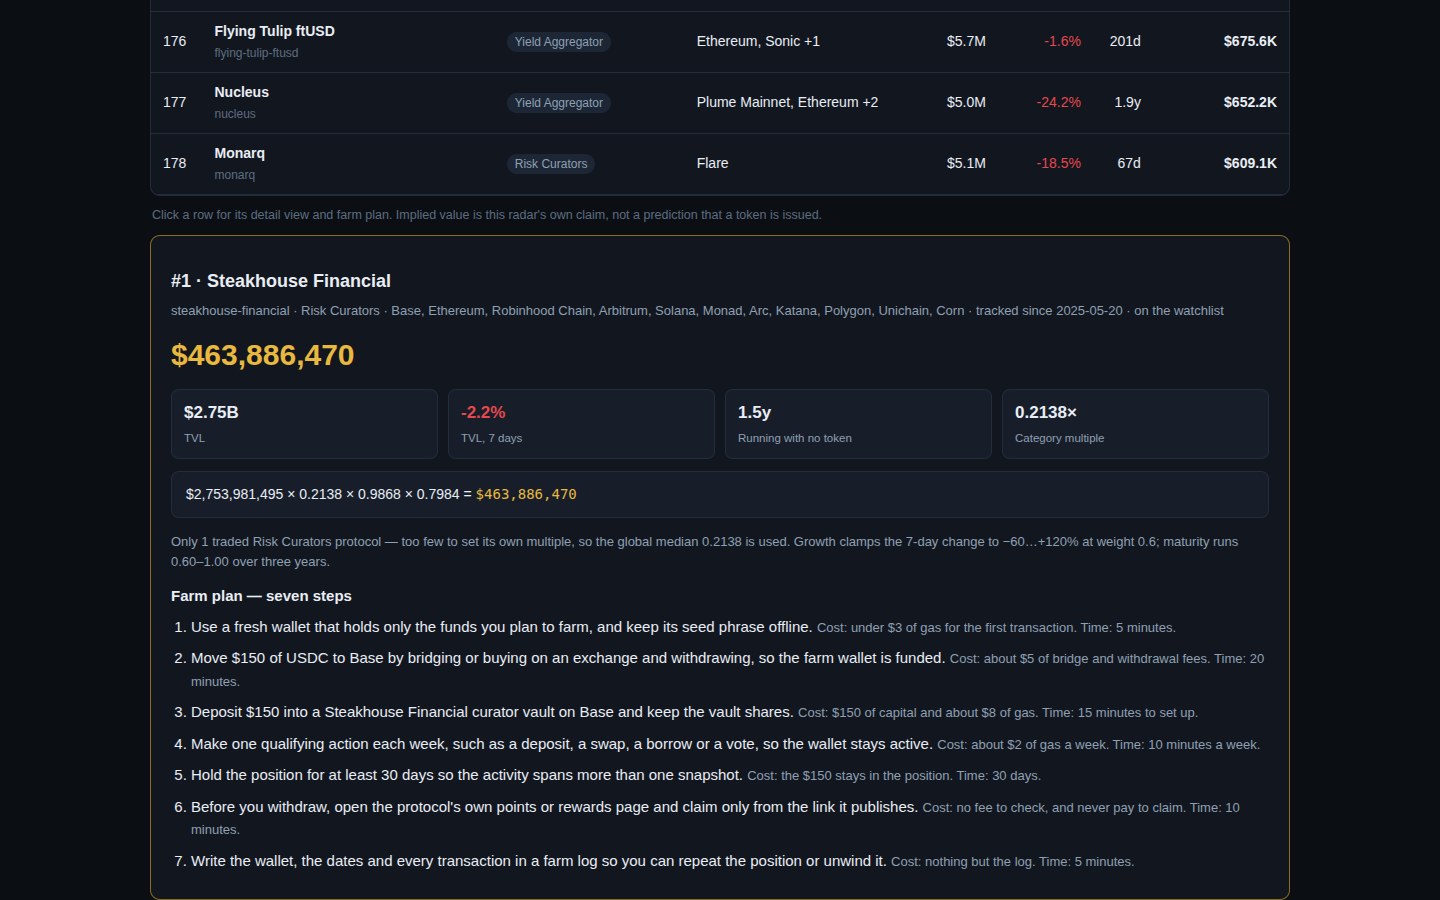 176 Flying Tulip ftUSD Yield Aggregator Ethereum, Sonic +1 $5.7M -1.6% 201d $675.6K
flying-tulip-ftusd
177 Nucleus Yield Aggregator Plume Mainnet, Ethereum +2 $5.0M -24.2% 1.9y $652.2K
nucleus
178 Monarq Risk Curators Flare $5.1M -18.5% 67d $609.1K
monarq
Click a row for its detail view and farm plan. Implied value is this radar's own claim, not a prediction that a token is issued.
#1 · Steakhouse Financial
steakhouse-financial · Risk Curators · Base, Ethereum, Robinhood Chain, Arbitrum, Solana, Monad, Arc, Katana, Polygon, Unichain, Corn · tracked since 2025-05-20 · on the watchlist
$463,886,470
$2.75B -2.2% 1.5y 0.2138×
TVL TVL, 7 days Running with no token Category multiple
$2,753,981,495 × 0.2138 × 0.9868 × 0.7984 = $463,886,470
Only 1 traded Risk Curators protocol — too few to set its own multiple, so the global median 0.2138 is used. Growth clamps the 7-day change to −60…+120% at weight 0.6; maturity runs
0.60–1.00 over three years.
Farm plan — seven steps
1. Use a fresh wallet that holds only the funds you plan to farm, and keep its seed phrase offline. Cost: under $3 of gas for the first transaction. Time: 5 minutes.
2. Move $150 of USDC to Base by bridging or buying on an exchange and withdrawing, so the farm wallet is funded. Cost: about $5 of bridge and withdrawal fees. Time: 20
minutes.
3. Deposit $150 into a Steakhouse Financial curator vault on Base and keep the vault shares. Cost: $150 of capital and about $8 of gas. Time: 15 minutes to set up.
4. Make one qualifying action each week, such as a deposit, a swap, a borrow or a vote, so the wallet stays active. Cost: about $2 of gas a week. Time: 10 minutes a week.
5. Hold the position for at least 30 days so the activity spans more than one snapshot. Cost: the $150 stays in the position. Time: 30 days.
6. Before you withdraw, open the protocol's own points or rewards page and claim only from the link it publishes. Cost: no fee to check, and never pay to claim. Time: 10
minutes.
7. Write the wallet, the dates and every transaction in a farm log so you can repeat the position or unwind it. Cost: nothing but the log. Time: 5 minutes.